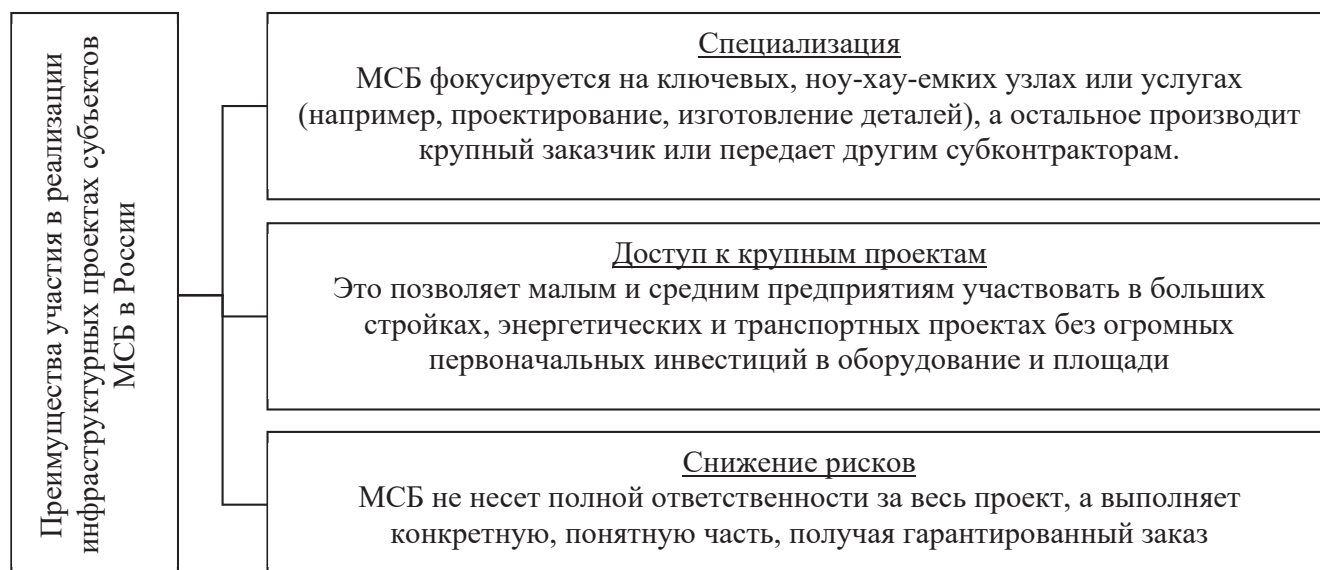 Преимущества участия в реализации
инфраструктурных проектах субъектов
МСБ в России
Специализация
МСБ фокусируется на ключевых, ноу-хау-емких узлах или услугах
(например, проектирование, изготовление деталей), а остальное производит
крупный заказчик или передает другим субконтракторам.
Доступ к крупным проектам
Это позволяет малым и средним предприятиям участвовать в больших
стройках, энергетических и транспортных проектах без огромных
первоначальных инвестиций в оборудование и площади
Снижение рисков
МСБ не несет полной ответственности за весь проект, а выполняет
конкретную, понятную часть, получая гарантированный заказ